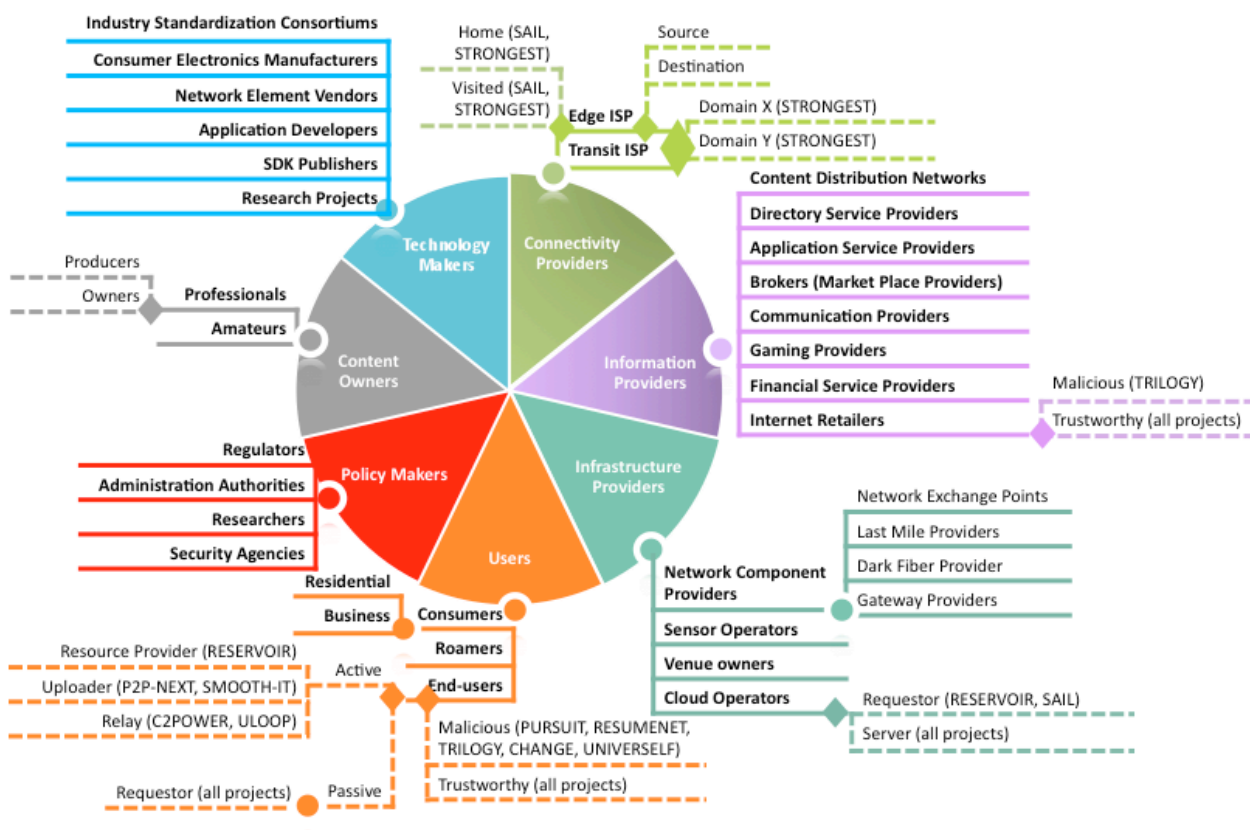 Industry Standardization Consortiums
Consumer Electronics Manufacturers
Network Element Vendors
Application Developers
SDK Publishers
Research Projects
Home (SAIL,
STRONGEST)
Visited (SAIL,
STRONGEST)
Source
Destination
Edge ISP
Transit ISP
Domain X (STRONGEST)
Domain Y (STRONGEST)
Technology
Makers
Connectivity
Providers
Content Distribution Networks
Directory Service Providers
Application Service Providers
Brokers (Market Place Providers)
Communication Providers
Gaming Providers
Financial Service Providers
Internet Retailers
Malicious (TRILOGY)
Trustworthy (all projects)
Producers
Owners
Professionals
Amateurs
Content
Owners
Information
Providers
Regulators
Administration Authorities
Researchers
Security Agencies
Policy Makers
Infrastructure
Providers
Users
Network Exchange Points
Last Mile Providers
Dark Fiber Provider
Gateway Providers
Network Component
Providers
Sensor Operators
Venue owners
Cloud Operators
Requestor (RESERVOIR, SAIL)
Server (all projects)
Residential
Business
Consumers
Roamers
End-users
Resource Provider (RESERVOIR)
Uploader (P2P-NEXT, SMOOTH-IT)
Relay (C2POWER, ULOOP)
Active
Malicious (PURSUIT, RESUMENET,
TRILOGY, CHANGE, UNIVERSELF)
Trustworthy (all projects)
Requestor (all projects)
Passive